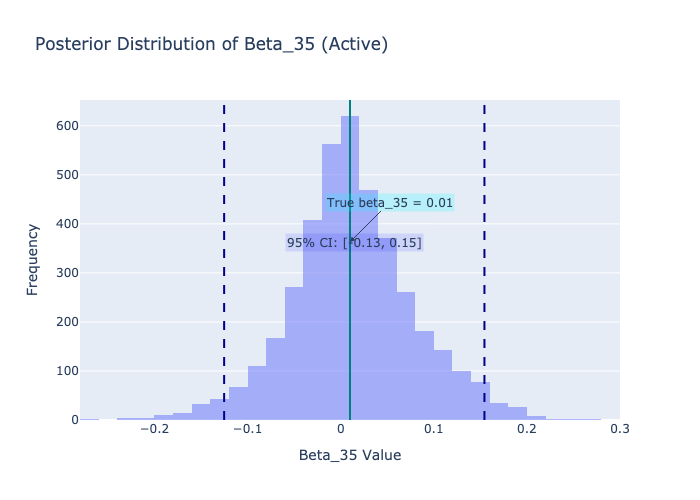 Posterior Distribution of Beta_35 (Active)
600
500
400
300
200
100
0
Frequency
True beta_35 = 0.01
95% CI: [-0.13, 0.15]
−0.2
−0.1
0
0.1
0.2
0.3
Beta_35 Value